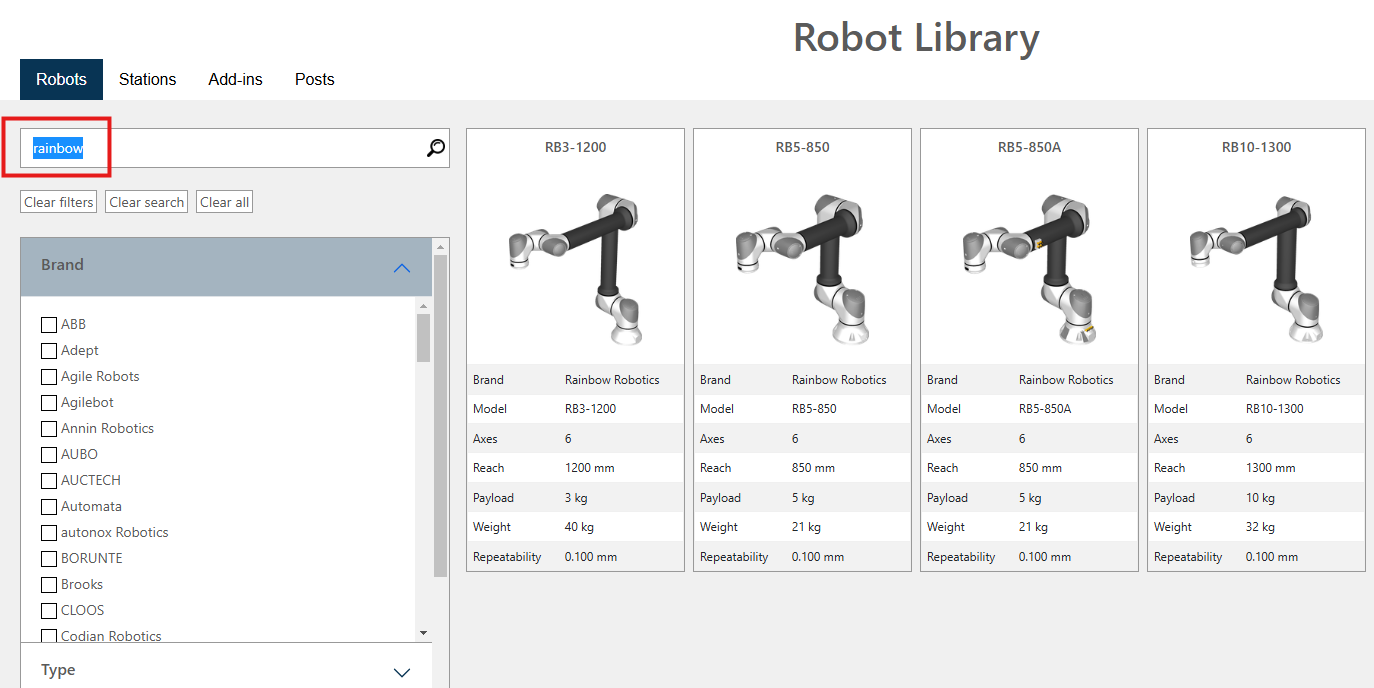 Robot Library
Robots Stations Add-ins Posts
rainbow
Clear filters Clear search Clear all
Brand
ABB
Adept
Agile Robots
Agilebot
Annin Robotics
AUBO
AUCTECH
Automata
autonox Robotics
BORUNTE
Brooks
CLOOS
Codian Robotics
Type
RB3-1200
Brand Rainbow Robotics
Model RB3-1200
Axes 6
Reach 1200 mm
Payload 3 kg
Weight 40 kg
Repeatability 0.100 mm
RB5-850
Brand Rainbow Robotics
Model RB5-850
Axes 6
Reach 850 mm
Payload 5 kg
Weight 21 kg
Repeatability 0.100 mm
RB5-850A
Brand Rainbow Robotics
Model RB5-850A
Axes 6
Reach 850 mm
Payload 5 kg
Weight 21 kg
Repeatability 0.100 mm
RB10-1300
Brand Rainbow Robotics
Model RB10-1300
Axes 6
Reach 1300 mm
Payload 10 kg
Weight 32 kg
Repeatability 0.100 mm